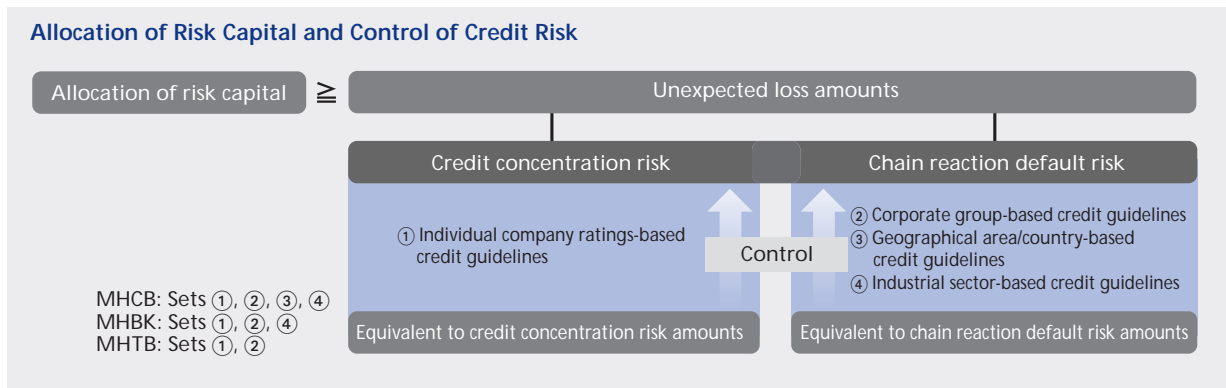 Allocation of Risk Capital and Control of Credit Risk
Allocation of risk capital ≧ Unexpected loss amounts
Credit concentration risk
Chain reaction default risk
① Individual company ratings-based
credit guidelines
Control
② Corporate group-based credit guidelines
③ Geographical area/country-based
credit guidelines
④ Industrial sector-based credit guidelines
MHCB: Sets ①, ②, ③, ④
MHBK: Sets ①, ②, ④
MHTB: Sets ①, ②
Equivalent to credit concentration risk amounts
Equivalent to chain reaction default risk amounts